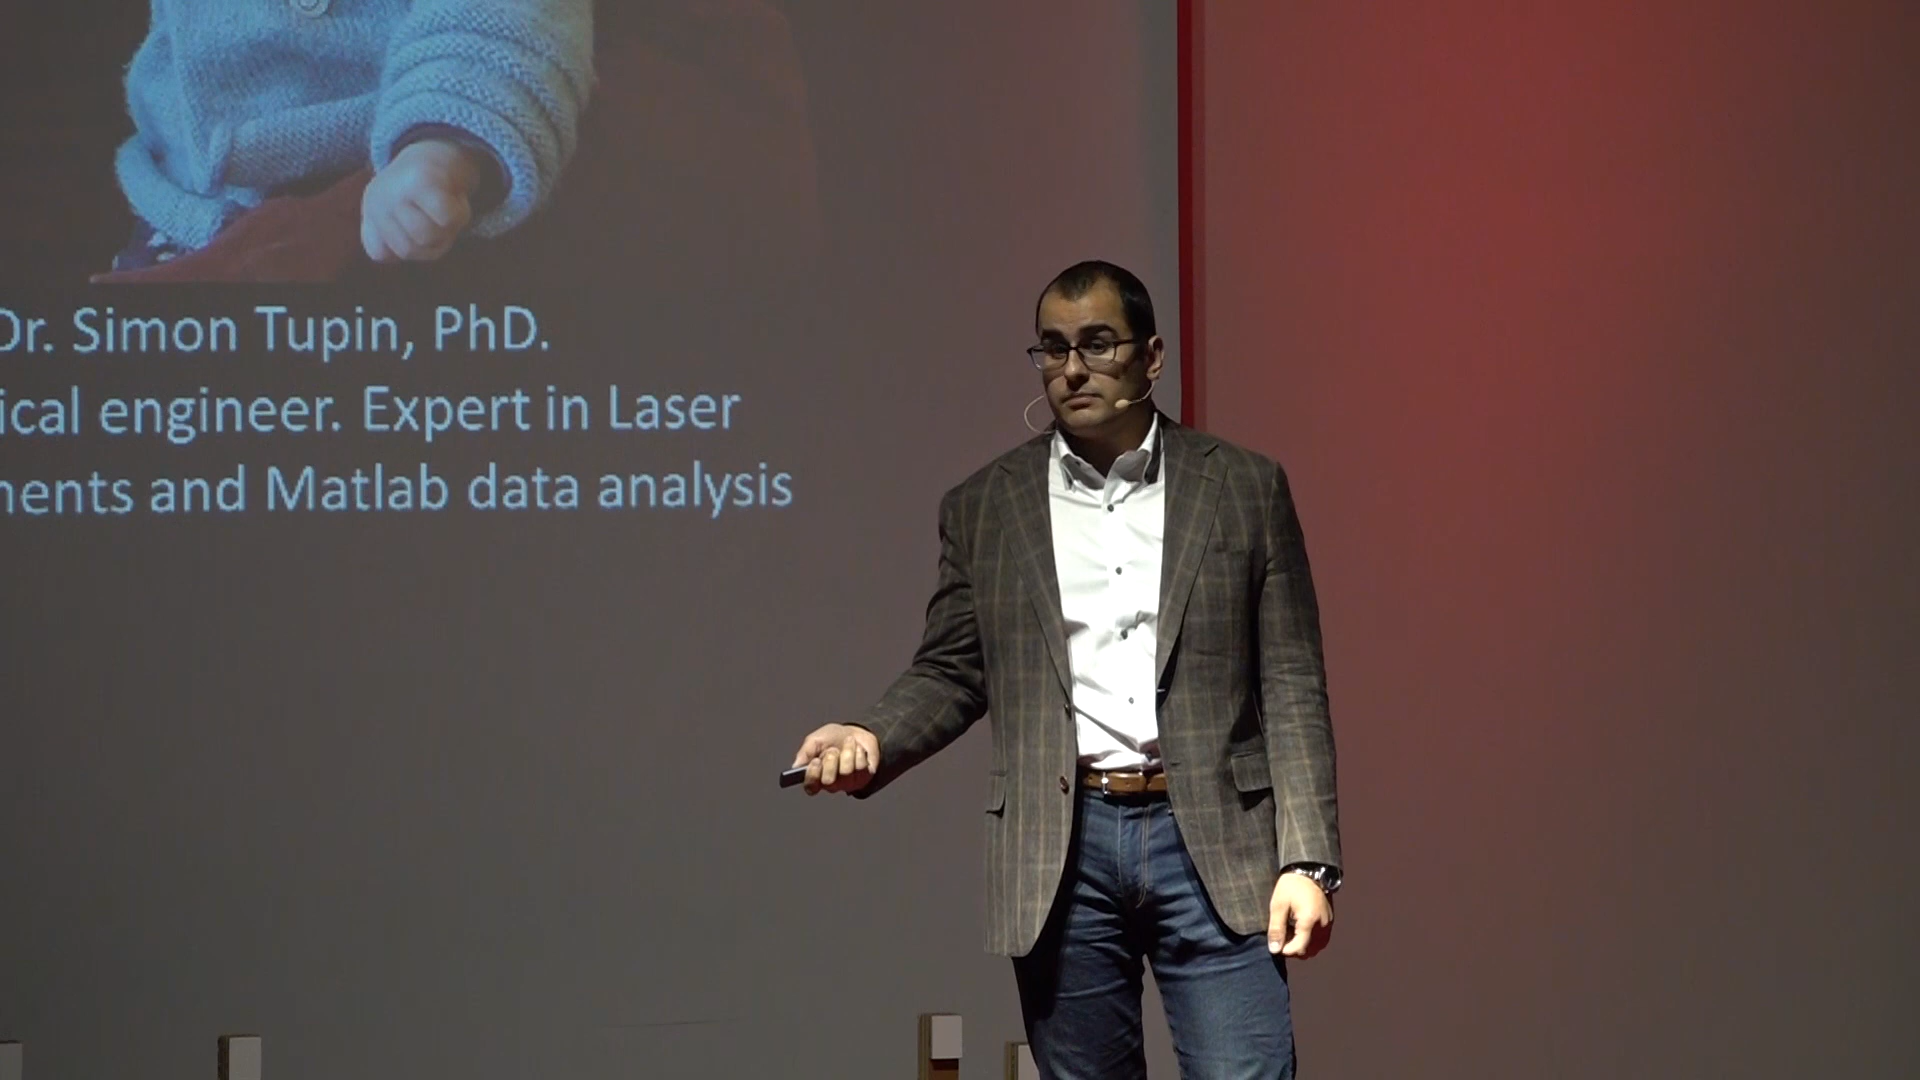 Dr. Simon Tupin, PhD.
ical engineer. Expert in Laser
ments and Matlab data analysis